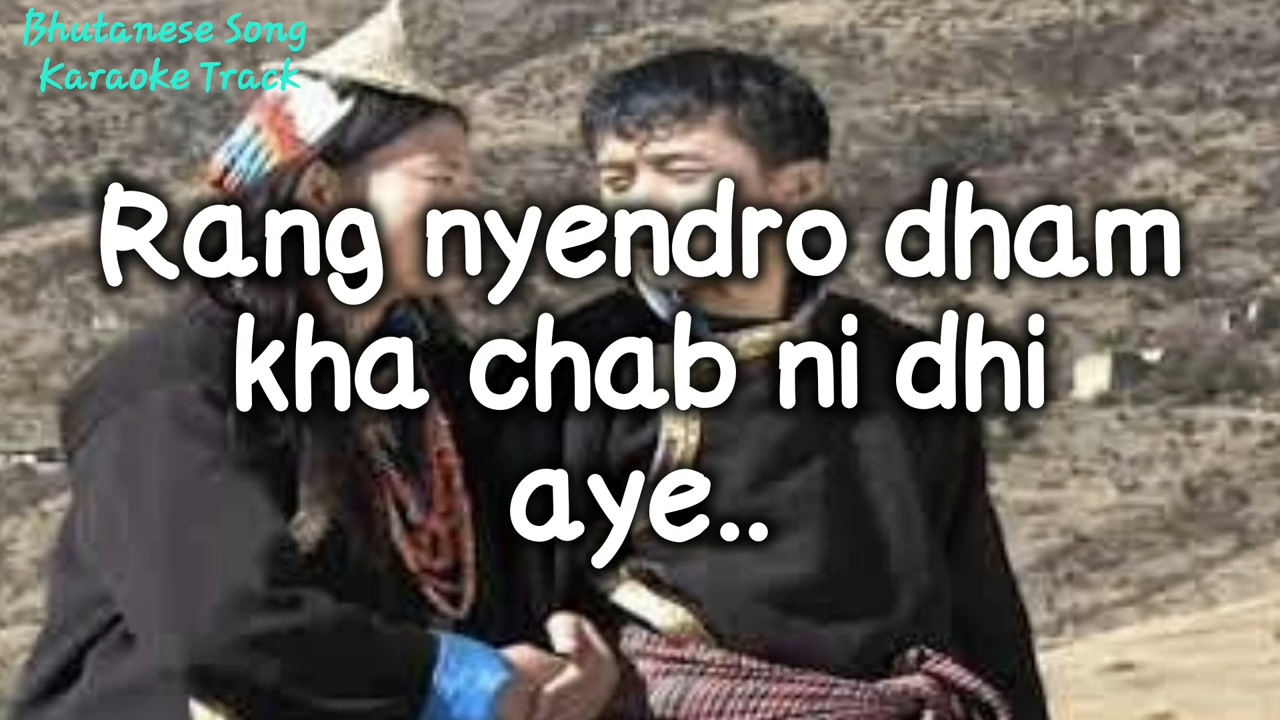 Bhutanese Song
Karaoke Track
Rang nyendro dham
kha chab ni dhi
aye..